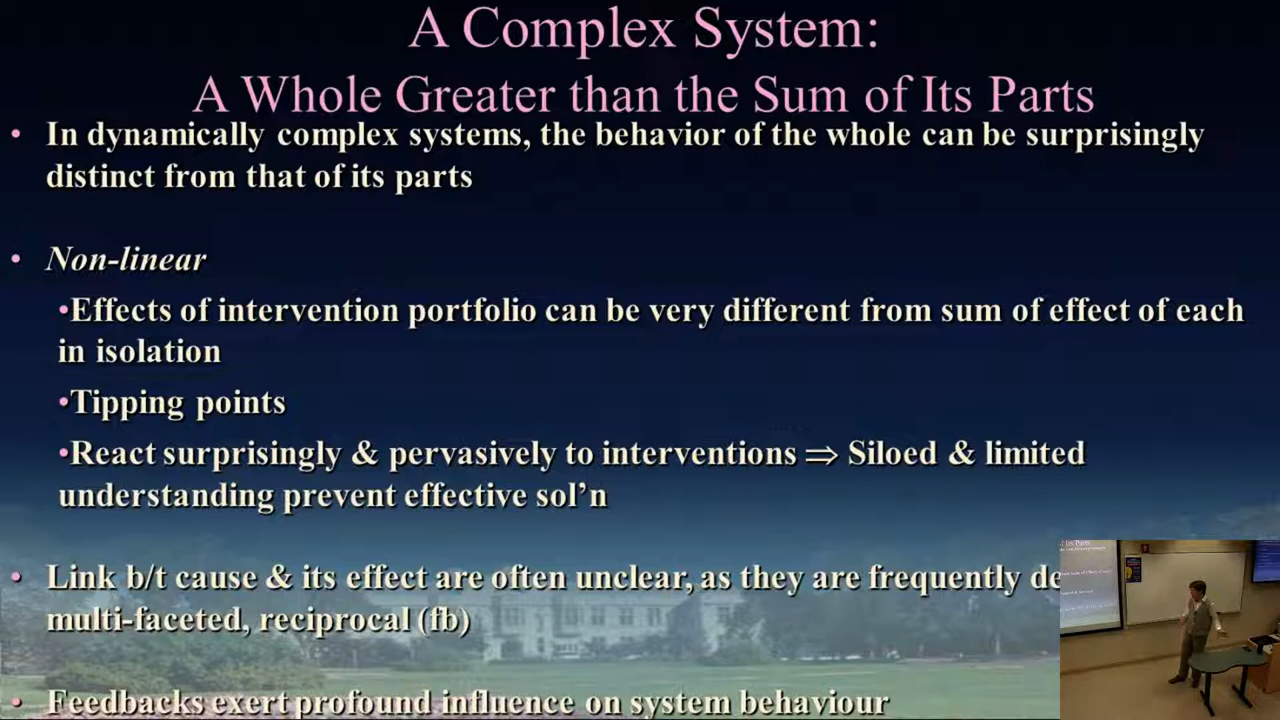 A Complex System:
A Whole Greater than the Sum of Its Parts
• In dynamically complex systems, the behavior of the whole can be surprisingly
distinct from that of its parts
• Non-linear
•Effects of intervention portfolio can be very different from sum of effect of each
in isolation
•Tipping points
•React surprisingly & pervasively to interventions ⇒ Siloed & limited
understanding prevent effective sol’n
• Link b/t cause & its effect are often unclear, as they are frequently
multi-faceted, reciprocal (fb)
• Feedbacks exert profound influence on system behaviour